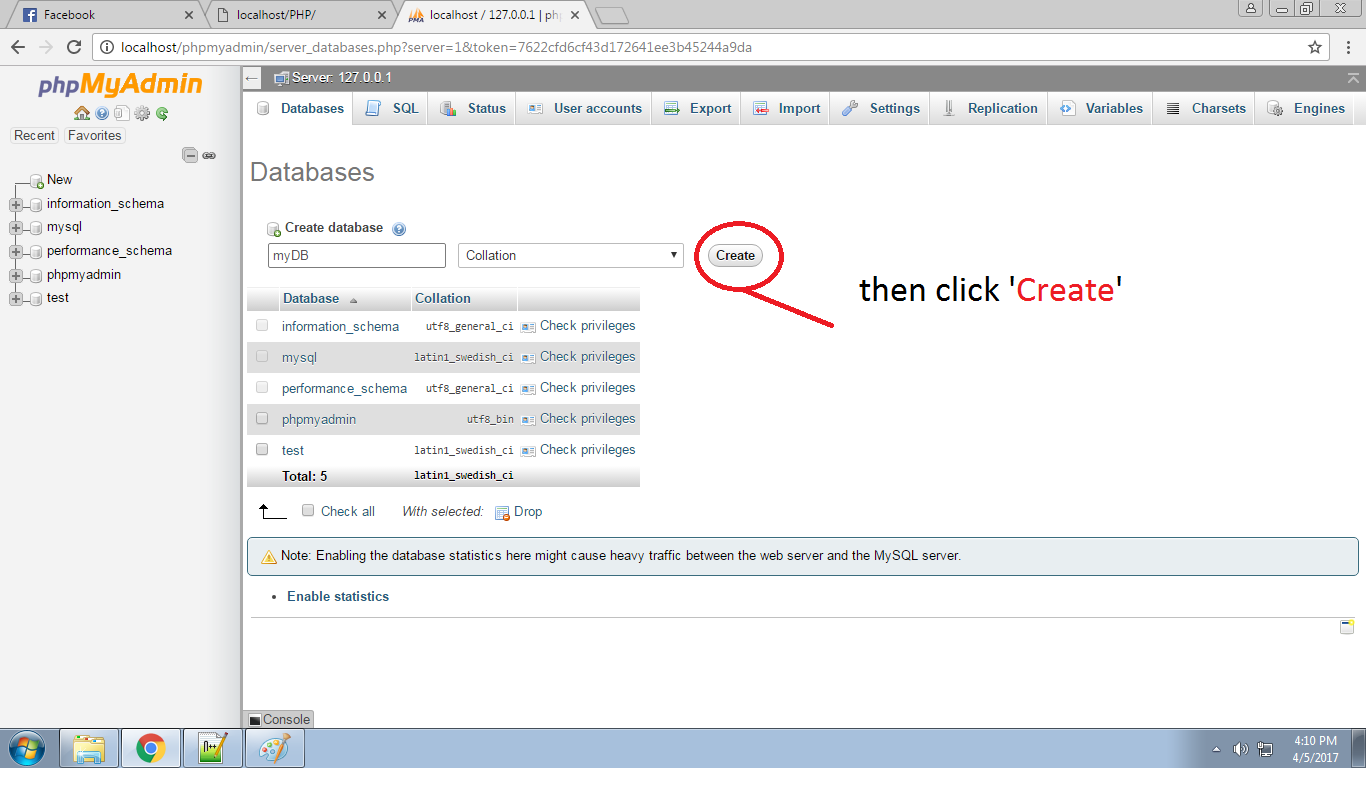 Facebook
localhost/PHP/
localhost / 127.0.0.1 | ph
localhost/phpmyadmin/server_databases.php?server=1&token=7622cfd6cf43d172641ee3b45244a9da
phpMyAdmin
Recent Favorites
New
information_schema
mysql
performance_schema
phpmyadmin
test
Server: 127.0.0.1
Databases SQL Status User accounts Export Import Settings Replication Variables Charsets Engines
Databases
Create database
myDB Collation Create
then click 'Create'
Database Collation
information_schema utf8_general_ci Check privileges
mysql latin1_swedish_ci Check privileges
performance_schema utf8_general_ci Check privileges
phpmyadmin utf8_bin Check privileges
test latin1_swedish_ci Check privileges
Total: 5 latin1_swedish_ci
Check all With selected: Drop
Note: Enabling the database statistics here might cause heavy traffic between the web server and the MySQL server.
Enable statistics
Console
4:10 PM
4/5/2017